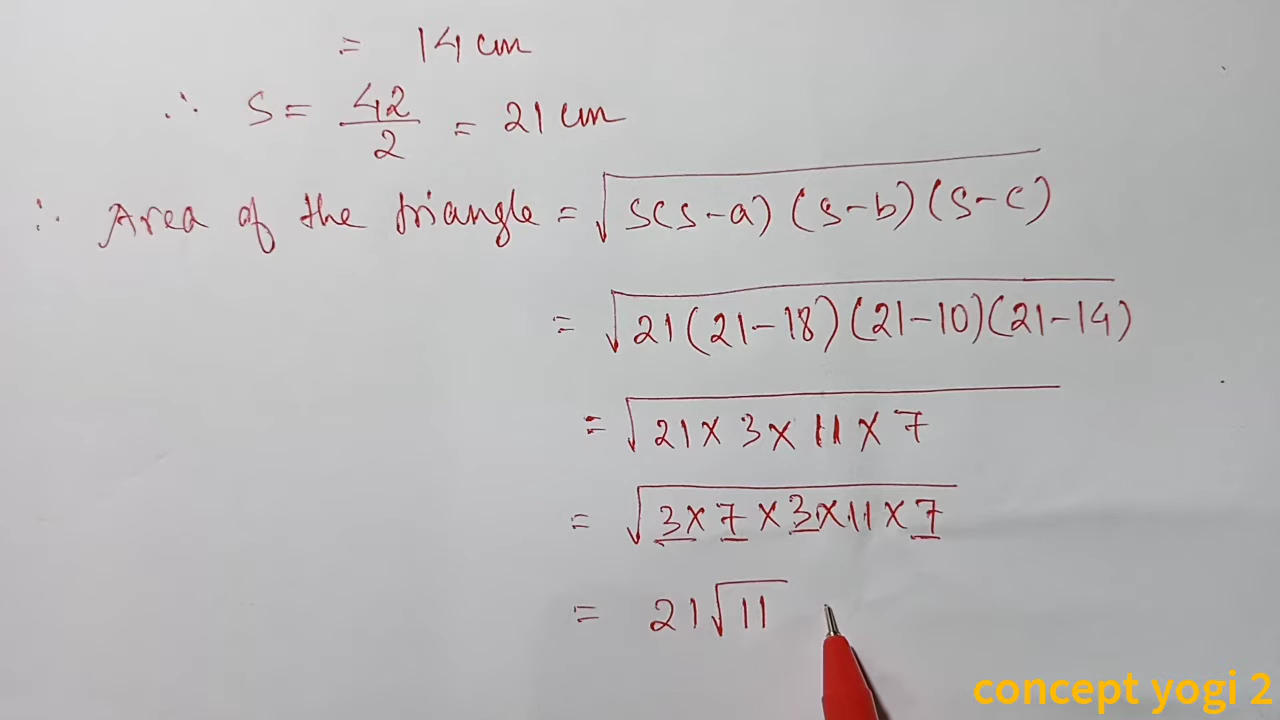 = 14 cm
∴ S = 42/2 = 21 cm
∴ Area of the triangle = √s(s-a)(s-b)(s-c)
= √21(21-18)(21-10)(21-14)
= √21 × 3 × 11 × 7
= √3 × 7 × 3 × 11 × 7
= 21√11
concept yogi 2